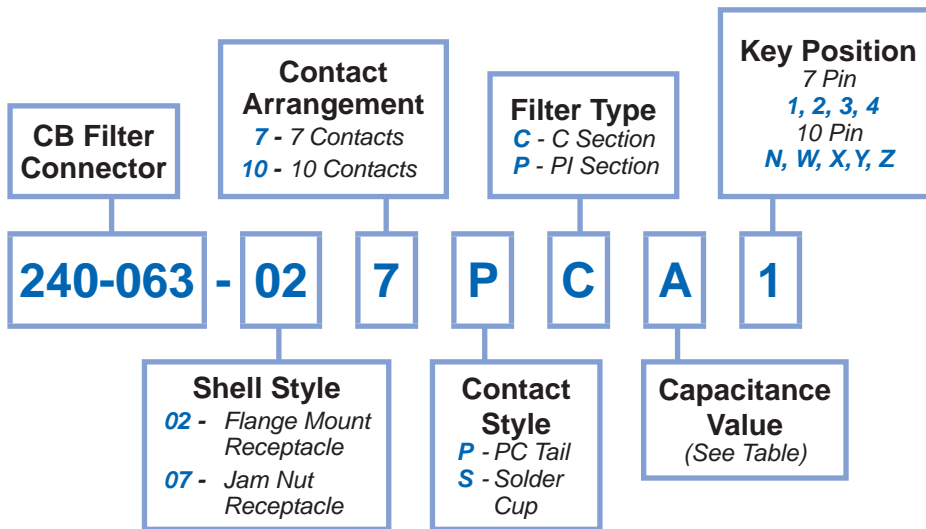 CB Filter
Connector
Contact
Arrangement
7 - 7 Contacts
10 - 10 Contacts
Filter Type
C - C Section
P - PI Section
Key Position
7 Pin
1, 2, 3, 4
10 Pin
N, W, X,Y, Z
240-063 - 02 7 P C A 1
Shell Style
02 - Flange Mount
Receptacle
07 - Jam Nut
Receptacle
Contact
Style
P - PC Tail
S - Solder
Cup
Capacitance
Value
(See Table)